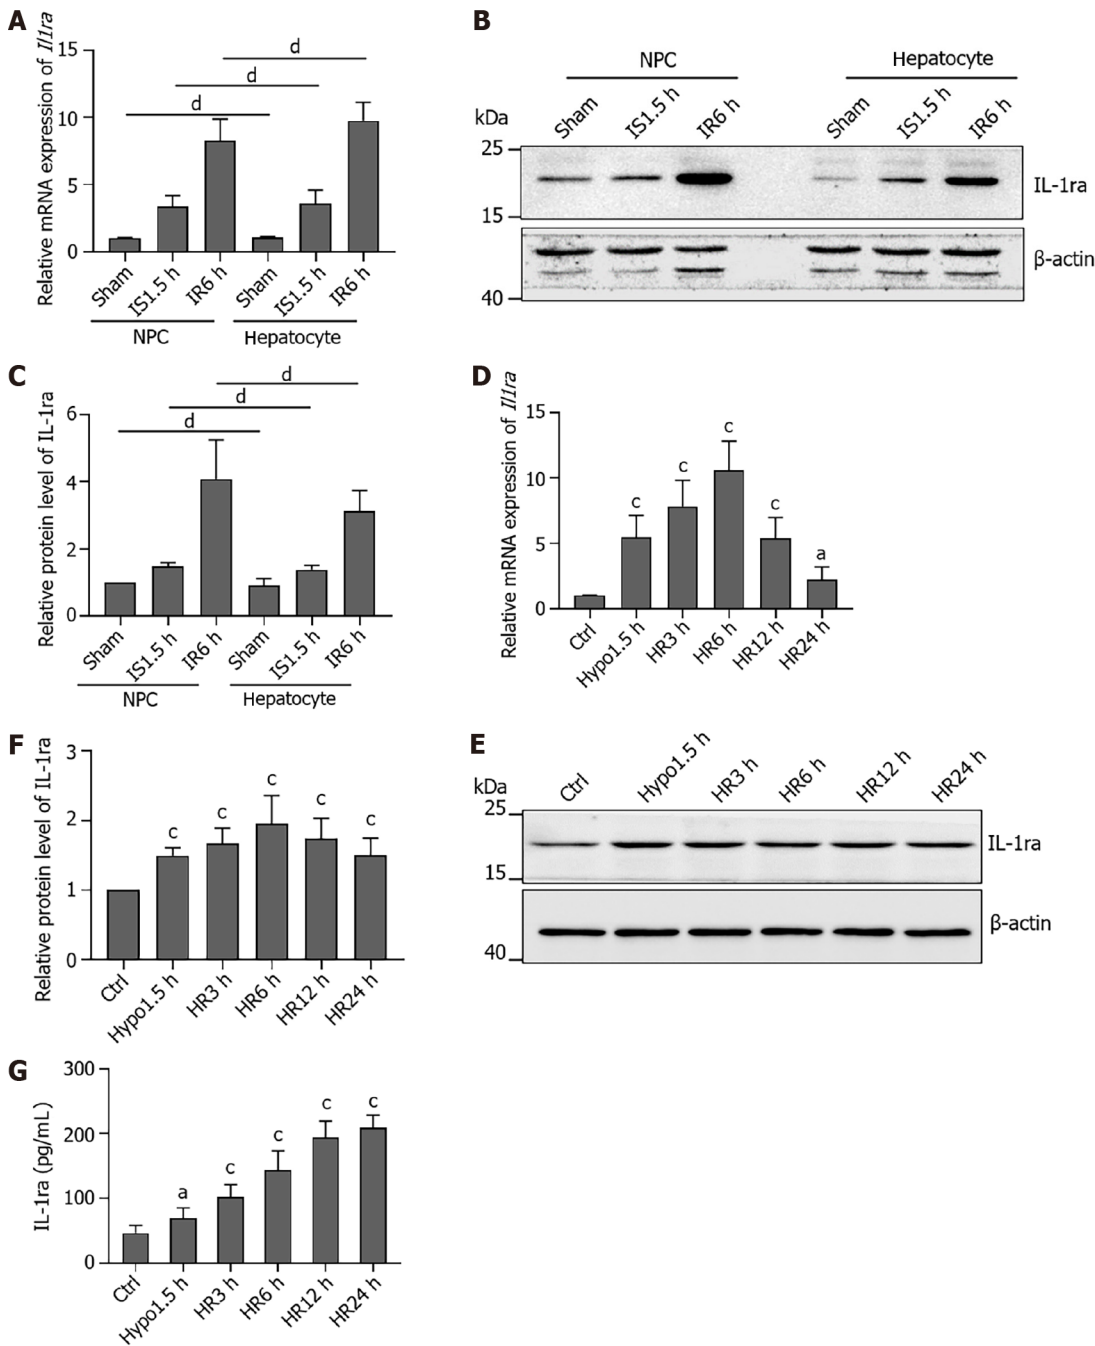 A
Relative mRNA expression of Il1ra
15
10
5
0
d
d
d
Sham
IS1.5 h
IR6 h
Sham
IS1.5 h
IR6 h
NPC
Hepatocyte
B
NPC
Hepatocyte
kDa
Sham
IS1.5 h
IR6 h
Sham
IS1.5 h
IR6 h
25
15
IL-1ra
40
β-actin
C
Relative protein level of IL-1ra
6
4
2
0
d
d
d
Sham
IS1.5 h
IR6 h
Sham
IS1.5 h
IR6 h
NPC
Hepatocyte
D
Relative mRNA expression of Il1ra
15
10
5
0
c
c
c
c
a
Ctrl
Hypo1.5 h
HR3 h
HR6 h
HR12 h
HR24 h
F
Relative protein level of IL-1ra
3
2
1
0
c
c
c
c
c
Ctrl
Hypo1.5 h
HR3 h
HR6 h
HR12 h
HR24 h
E
kDa
Ctrl
Hypo1.5 h
HR3 h
HR6 h
HR12 h
HR24 h
25
15
IL-1ra
40
β-actin
G
IL-1ra (pg/mL)
300
200
100
0
a
c
c
c
c
Ctrl
Hypo1.5 h
HR3 h
HR6 h
HR12 h
HR24 h